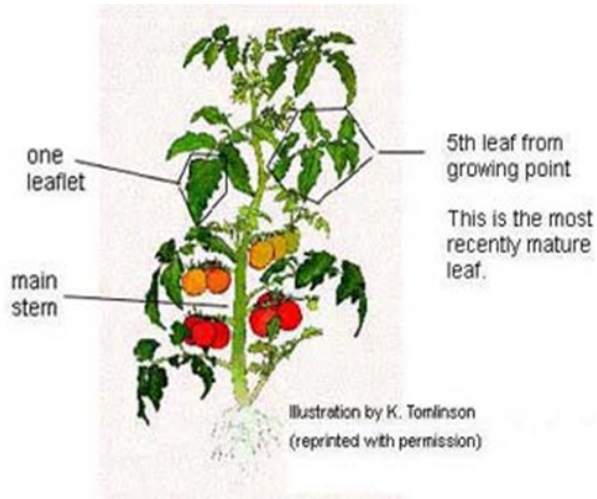 one
leaflet
5th leaf from
growing point
This is the most
recently mature
leaf.
main
stem
Illustration by K. Tomlinson
(reprinted with permission)